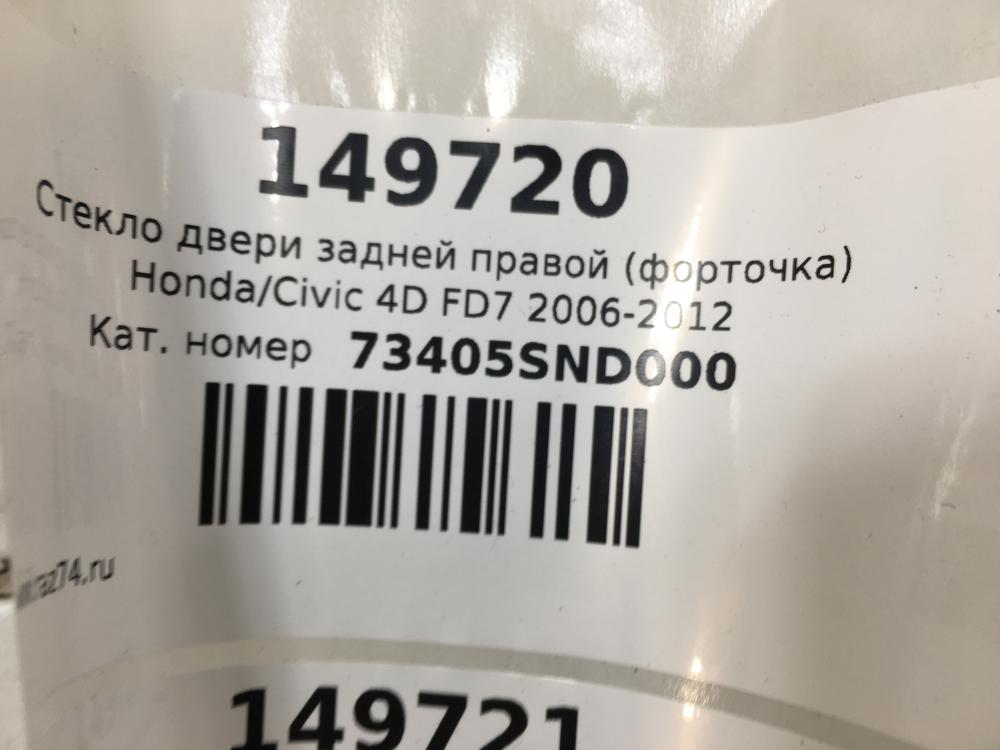 149720
Стекло двери задней правой (форточка)
Honda/Civic 4D FD7 2006-2012
Кат. номер 73405SND000
149721